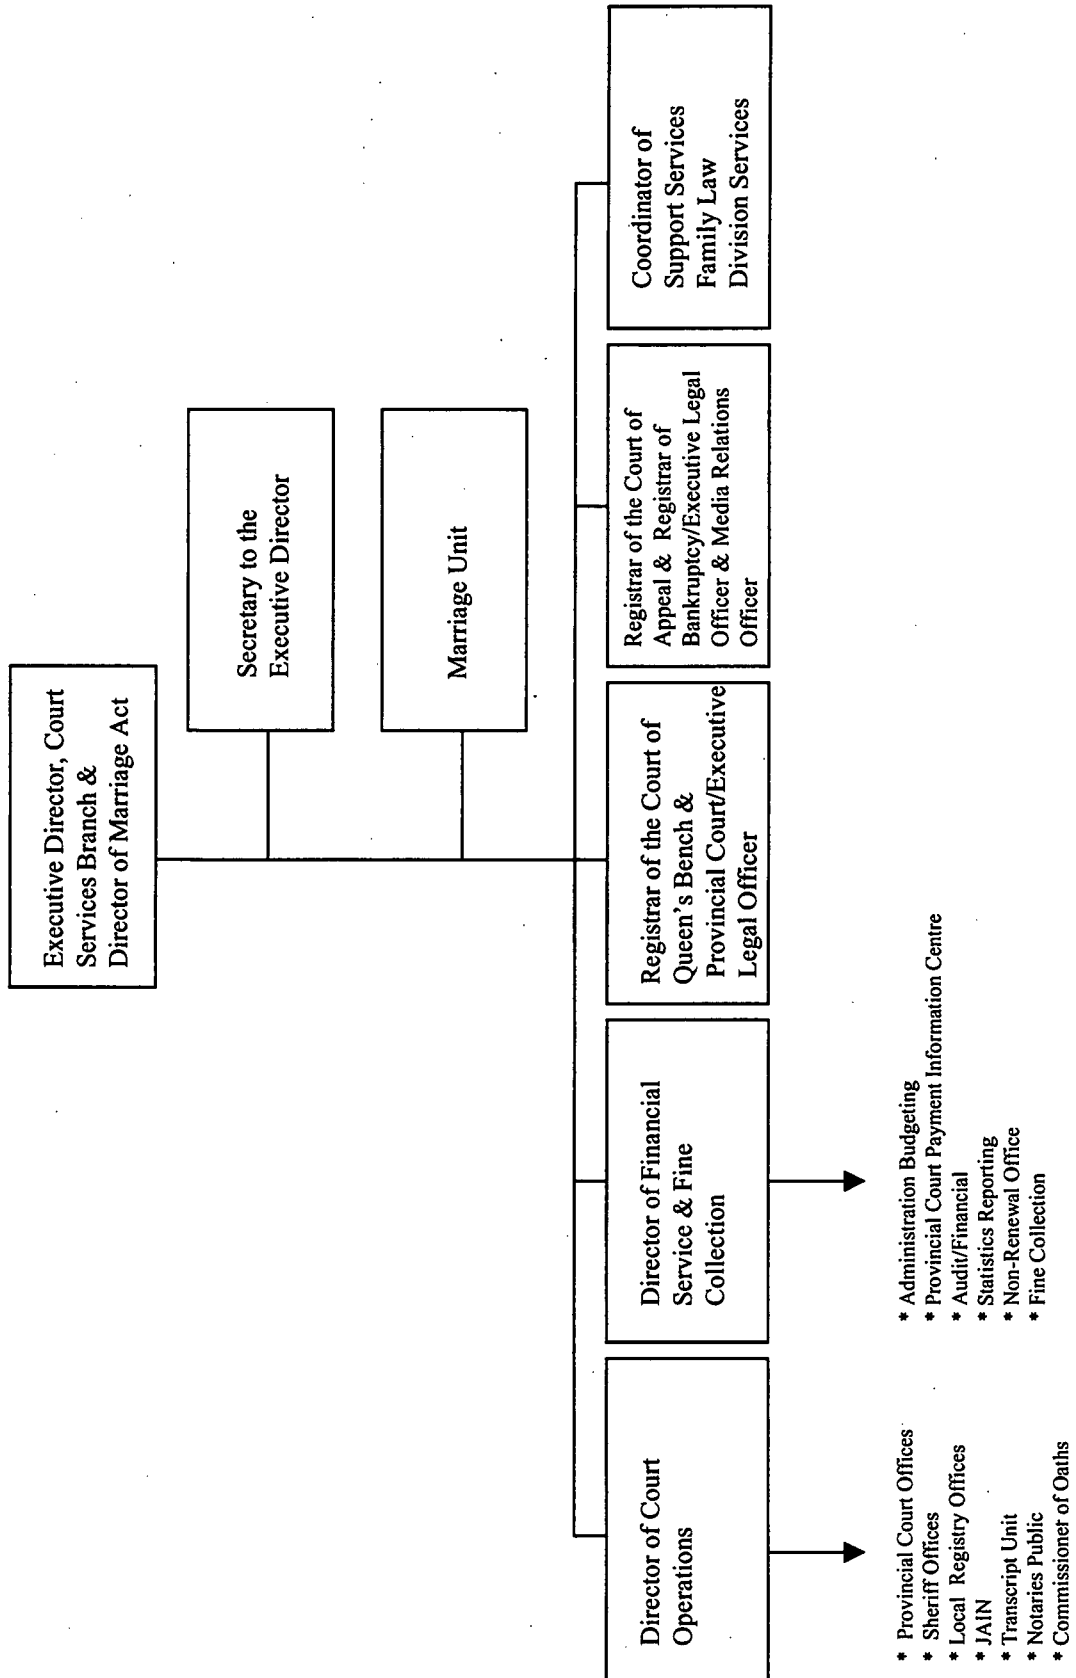 Executive Director, Court
Services Branch &
Director of Marriage Act
Secretary to the
Executive Director
Marriage Unit
Director of Court
Operations
Director of Financial
Service & Fine
Collection
Registrar of the Court of
Queen's Bench &
Provincial Court/Executive
Legal Officer
Registrar of the Court of
Appeal & Registrar of
Bankruptcy/Executive Legal
Officer & Media Relations
Officer
Coordinator of
Support Services
Family Law
Division Services
* Provincial Court Offices
* Sheriff Offices
* Local Registry Offices
* JAIN
* Transcript Unit
* Notaries Public
* Commissioner of Oaths
* Administration Budgeting
* Provincial Court Payment Information Centre
* Audit/Financial
* Statistics Reporting
* Non-Renewal Office
* Fine Collection